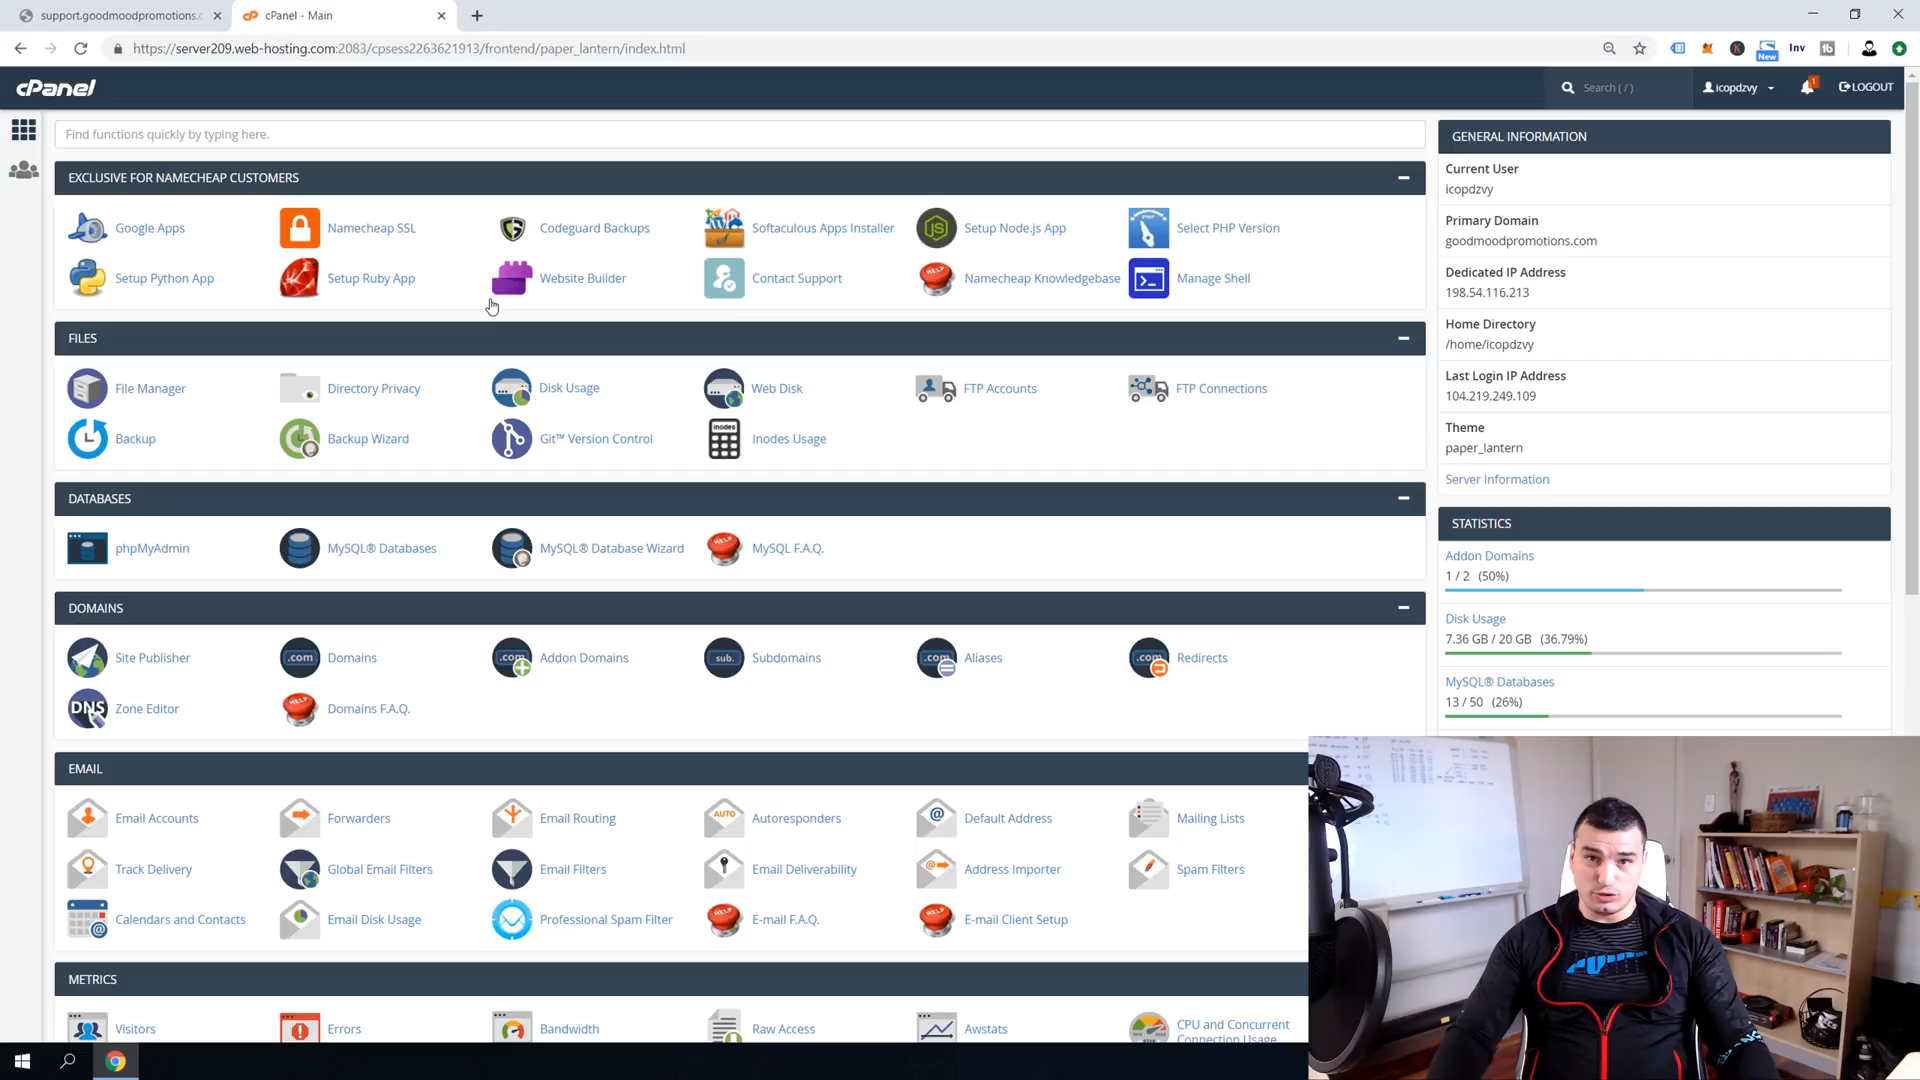 support.goodmoodpromotions.c
cPanel - Main
https://server209.web-hosting.com:2083/cpsess2263621913/frontend/paper_lantern/index.html
New
Inv
cPanel
Search ( / )
icopdzvy
1
LOGOUT
Find functions quickly by typing here.
EXCLUSIVE FOR NAMECHEAP CUSTOMERS
Google Apps
Namecheap SSL
Codeguard Backups
Softaculous Apps Installer
Setup Node.js App
Select PHP Version
Setup Python App
Setup Ruby App
Website Builder
Contact Support
Namecheap Knowledgebase
Manage Shell
FILES
File Manager
Directory Privacy
Disk Usage
Web Disk
FTP Accounts
FTP Connections
Backup
Backup Wizard
Git™ Version Control
Inodes Usage
DATABASES
phpMyAdmin
MySQL® Databases
MySQL® Database Wizard
MySQL F.A.Q.
DOMAINS
Site Publisher
Domains
Addon Domains
Subdomains
Aliases
Redirects
Zone Editor
Domains F.A.Q.
EMAIL
Email Accounts
Forwarders
Email Routing
Autoresponders
Default Address
Mailing Lists
Track Delivery
Global Email Filters
Email Filters
Email Deliverability
Address Importer
Spam Filters
Calendars and Contacts
Email Disk Usage
Professional Spam Filter
E-mail F.A.Q.
E-mail Client Setup
METRICS
Visitors
Errors
Bandwidth
Raw Access
Awstats
CPU and Concurrent
Connection Usage
GENERAL INFORMATION
Current User
icopdzvy
Primary Domain
goodmoodpromotions.com
Dedicated IP Address
198.54.116.213
Home Directory
/home/icopdzvy
Last Login IP Address
104.219.249.109
Theme
paper_lantern
Server Information
STATISTICS
Addon Domains
1 / 2 (50%)
Disk Usage
7.36 GB / 20 GB (36.79%)
MySQL® Databases
13 / 50 (26%)